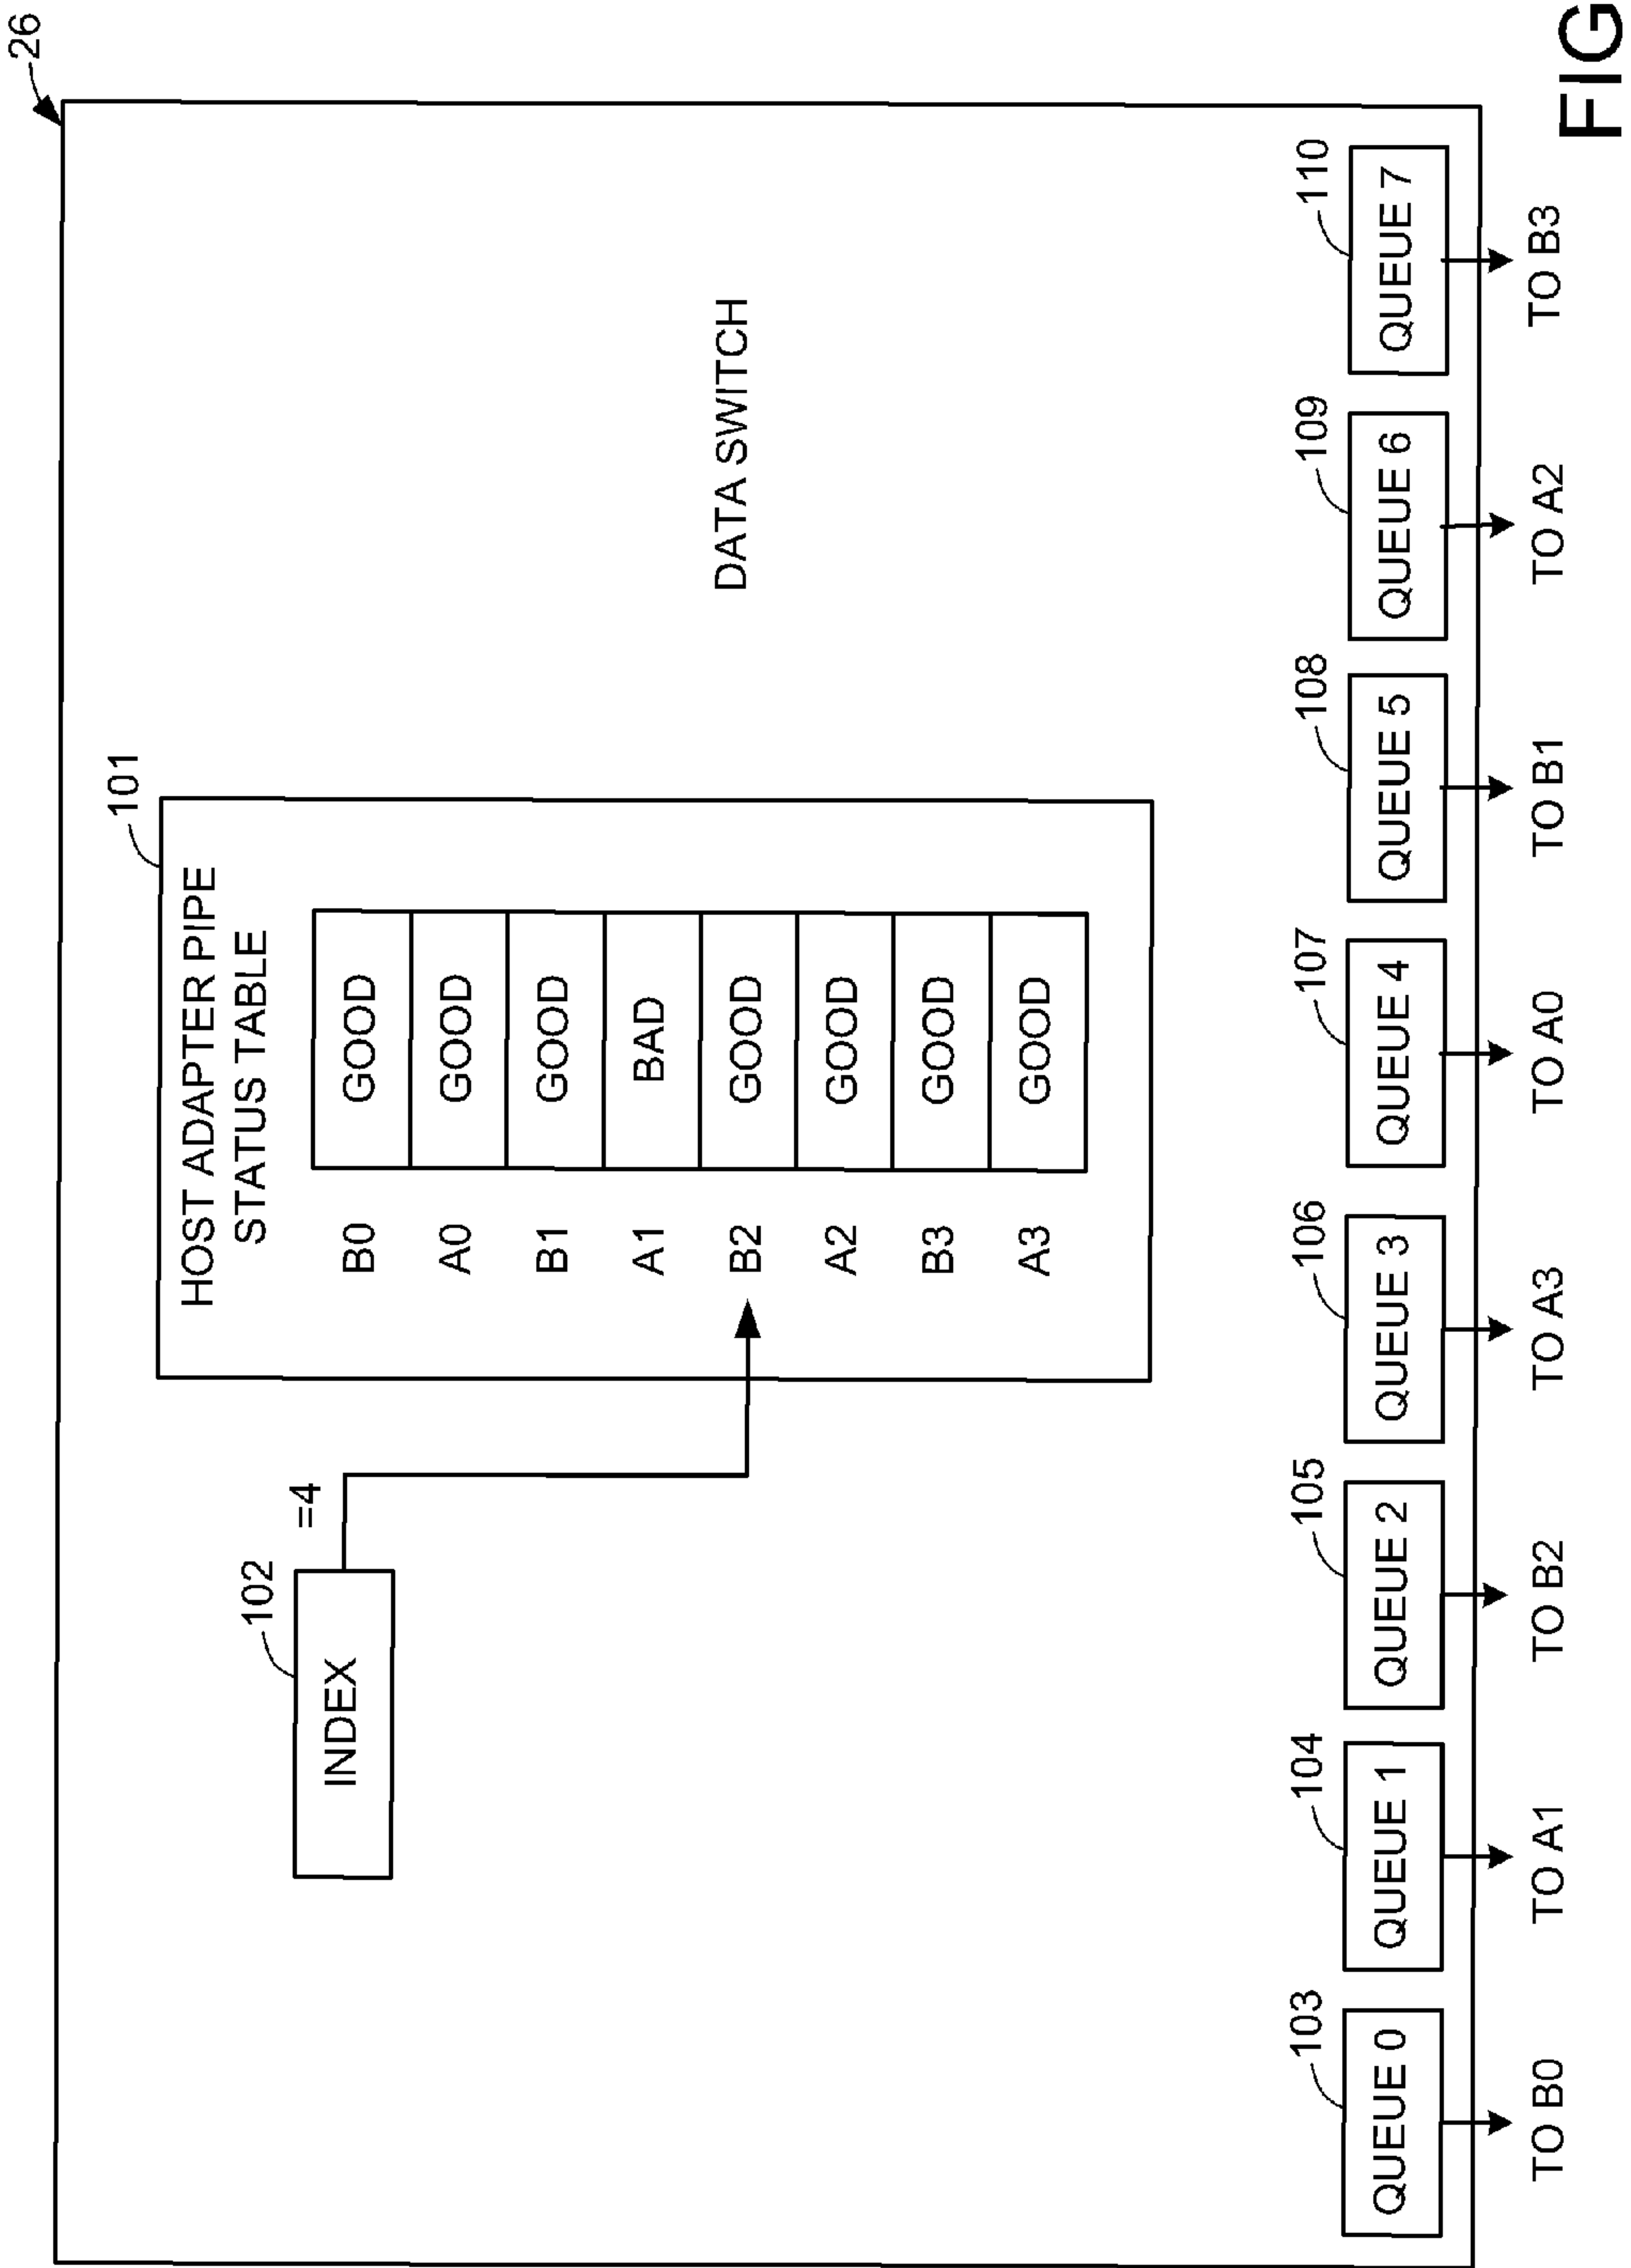 26
101
HOST ADAPTER PIPE
STATUS TABLE
B0 GOOD
A0 GOOD
B1 GOOD
A1 BAD
B2 GOOD
A2 GOOD
B3 GOOD
A3 GOOD
102
=4
INDEX
DATA SWITCH
103 104 105 106 107 108 109 110
QUEUE 0 QUEUE 1 QUEUE 2 QUEUE 3 QUEUE 4 QUEUE 5 QUEUE 6 QUEUE 7
TO B0 TO A1 TO B2 TO A3 TO A0 TO B1 TO A2 TO B3
FIG